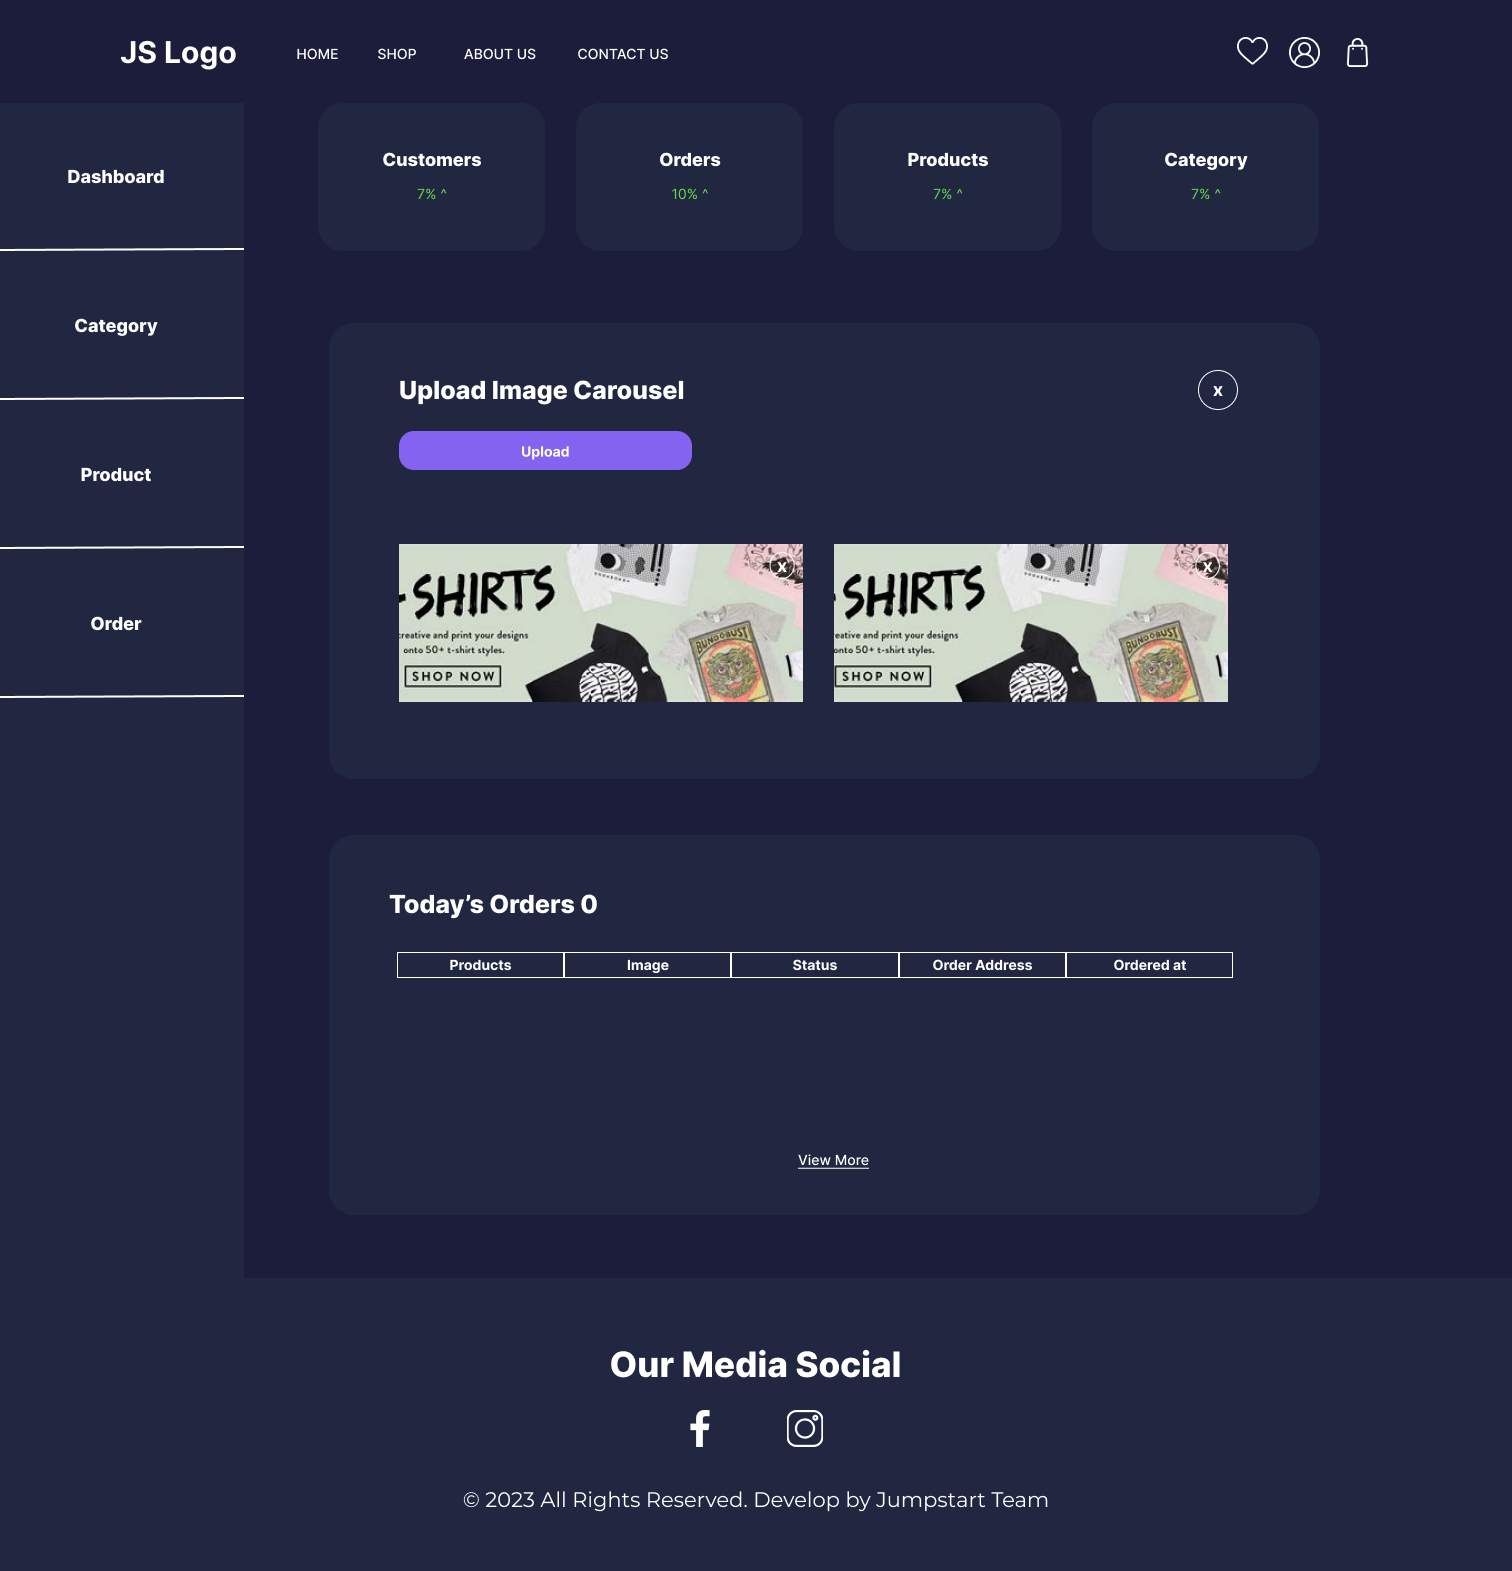 JS Logo
HOME
SHOP
ABOUT US
CONTACT US
Dashboard
Category
Product
Order
Customers
7% ^
Orders
10% ^
Products
7% ^
Category
7% ^
Upload Image Carousel
x
Upload
SHIRTS
creative and print your designs
onto 50+ t-shirt styles.
SHOP NOW
BUNDOBUST
x
SHIRTS
eative and print your designs
onto 50+ t-shirt styles.
SHOP NOW
BUNDOBUST
x
Today’s Orders 0
Products
Image
Status
Order Address
Ordered at
View More
Our Media Social
f
© 2023 All Rights Reserved. Develop by Jumpstart Team